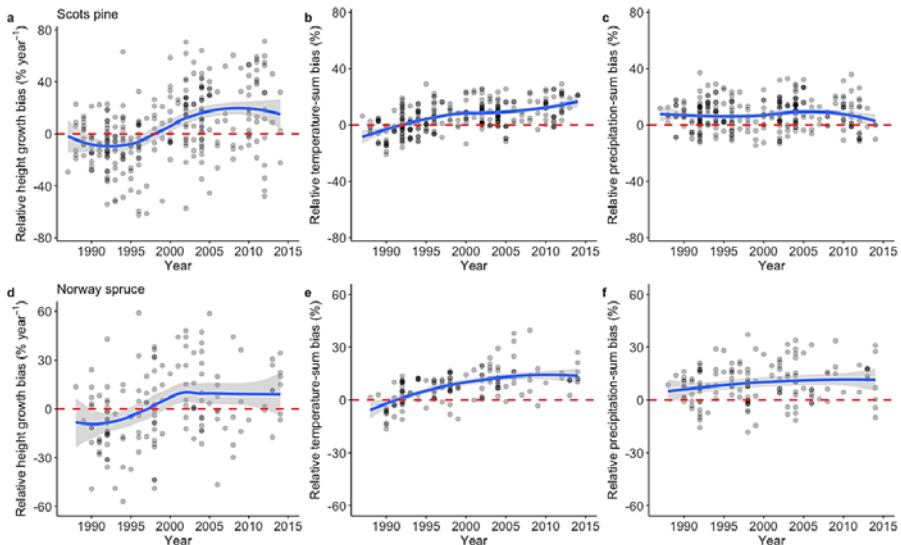 a Scots pine
Relative height growth bias (% year⁻¹)
80
40
0
-40
-80
1990 1995 2000 2005 2010 2015
Year
b
Relative temperature-sum bias (%)
80
40
0
-40
-80
1990 1995 2000 2005 2010 2015
Year
c
Relative precipitation-sum bias (%)
80
40
0
-40
-80
1990 1995 2000 2005 2010 2015
Year
d Norway spruce
Relative height growth bias (% year⁻¹)
60
30
0
-30
-60
1990 1995 2000 2005 2010 2015
Year
e
Relative temperature-sum bias (%)
60
30
0
-30
-60
1990 1995 2000 2005 2010 2015
Year
f
Relative precipitation-sum bias (%)
60
30
0
-30
-60
1990 1995 2000 2005 2010 2015
Year